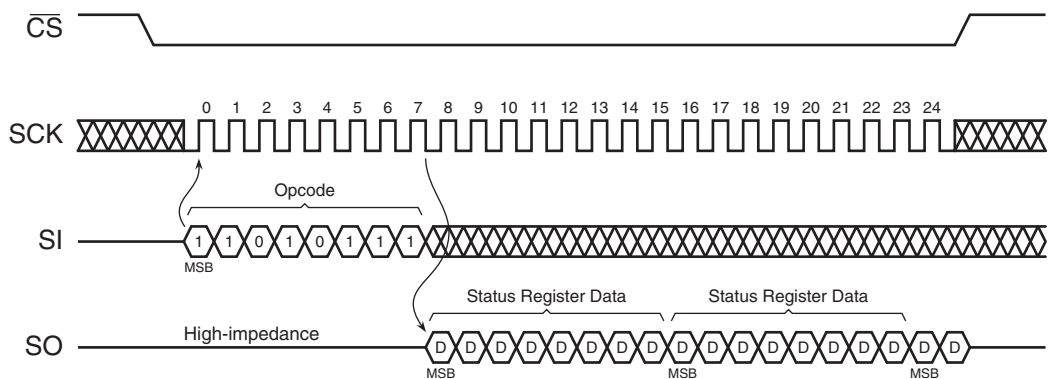 C̅S̅
0 1 2 3 4 5 6 7 8 9 10 11 12 13 14 15 16 17 18 19 20 21 22 23 24
SCK
Opcode
SI 1 1 0 1 0 1 1 1
MSB
Status Register Data Status Register Data
High-impedance
SO D D D D D D D D D D D D D D D D D D
MSB MSB MSB